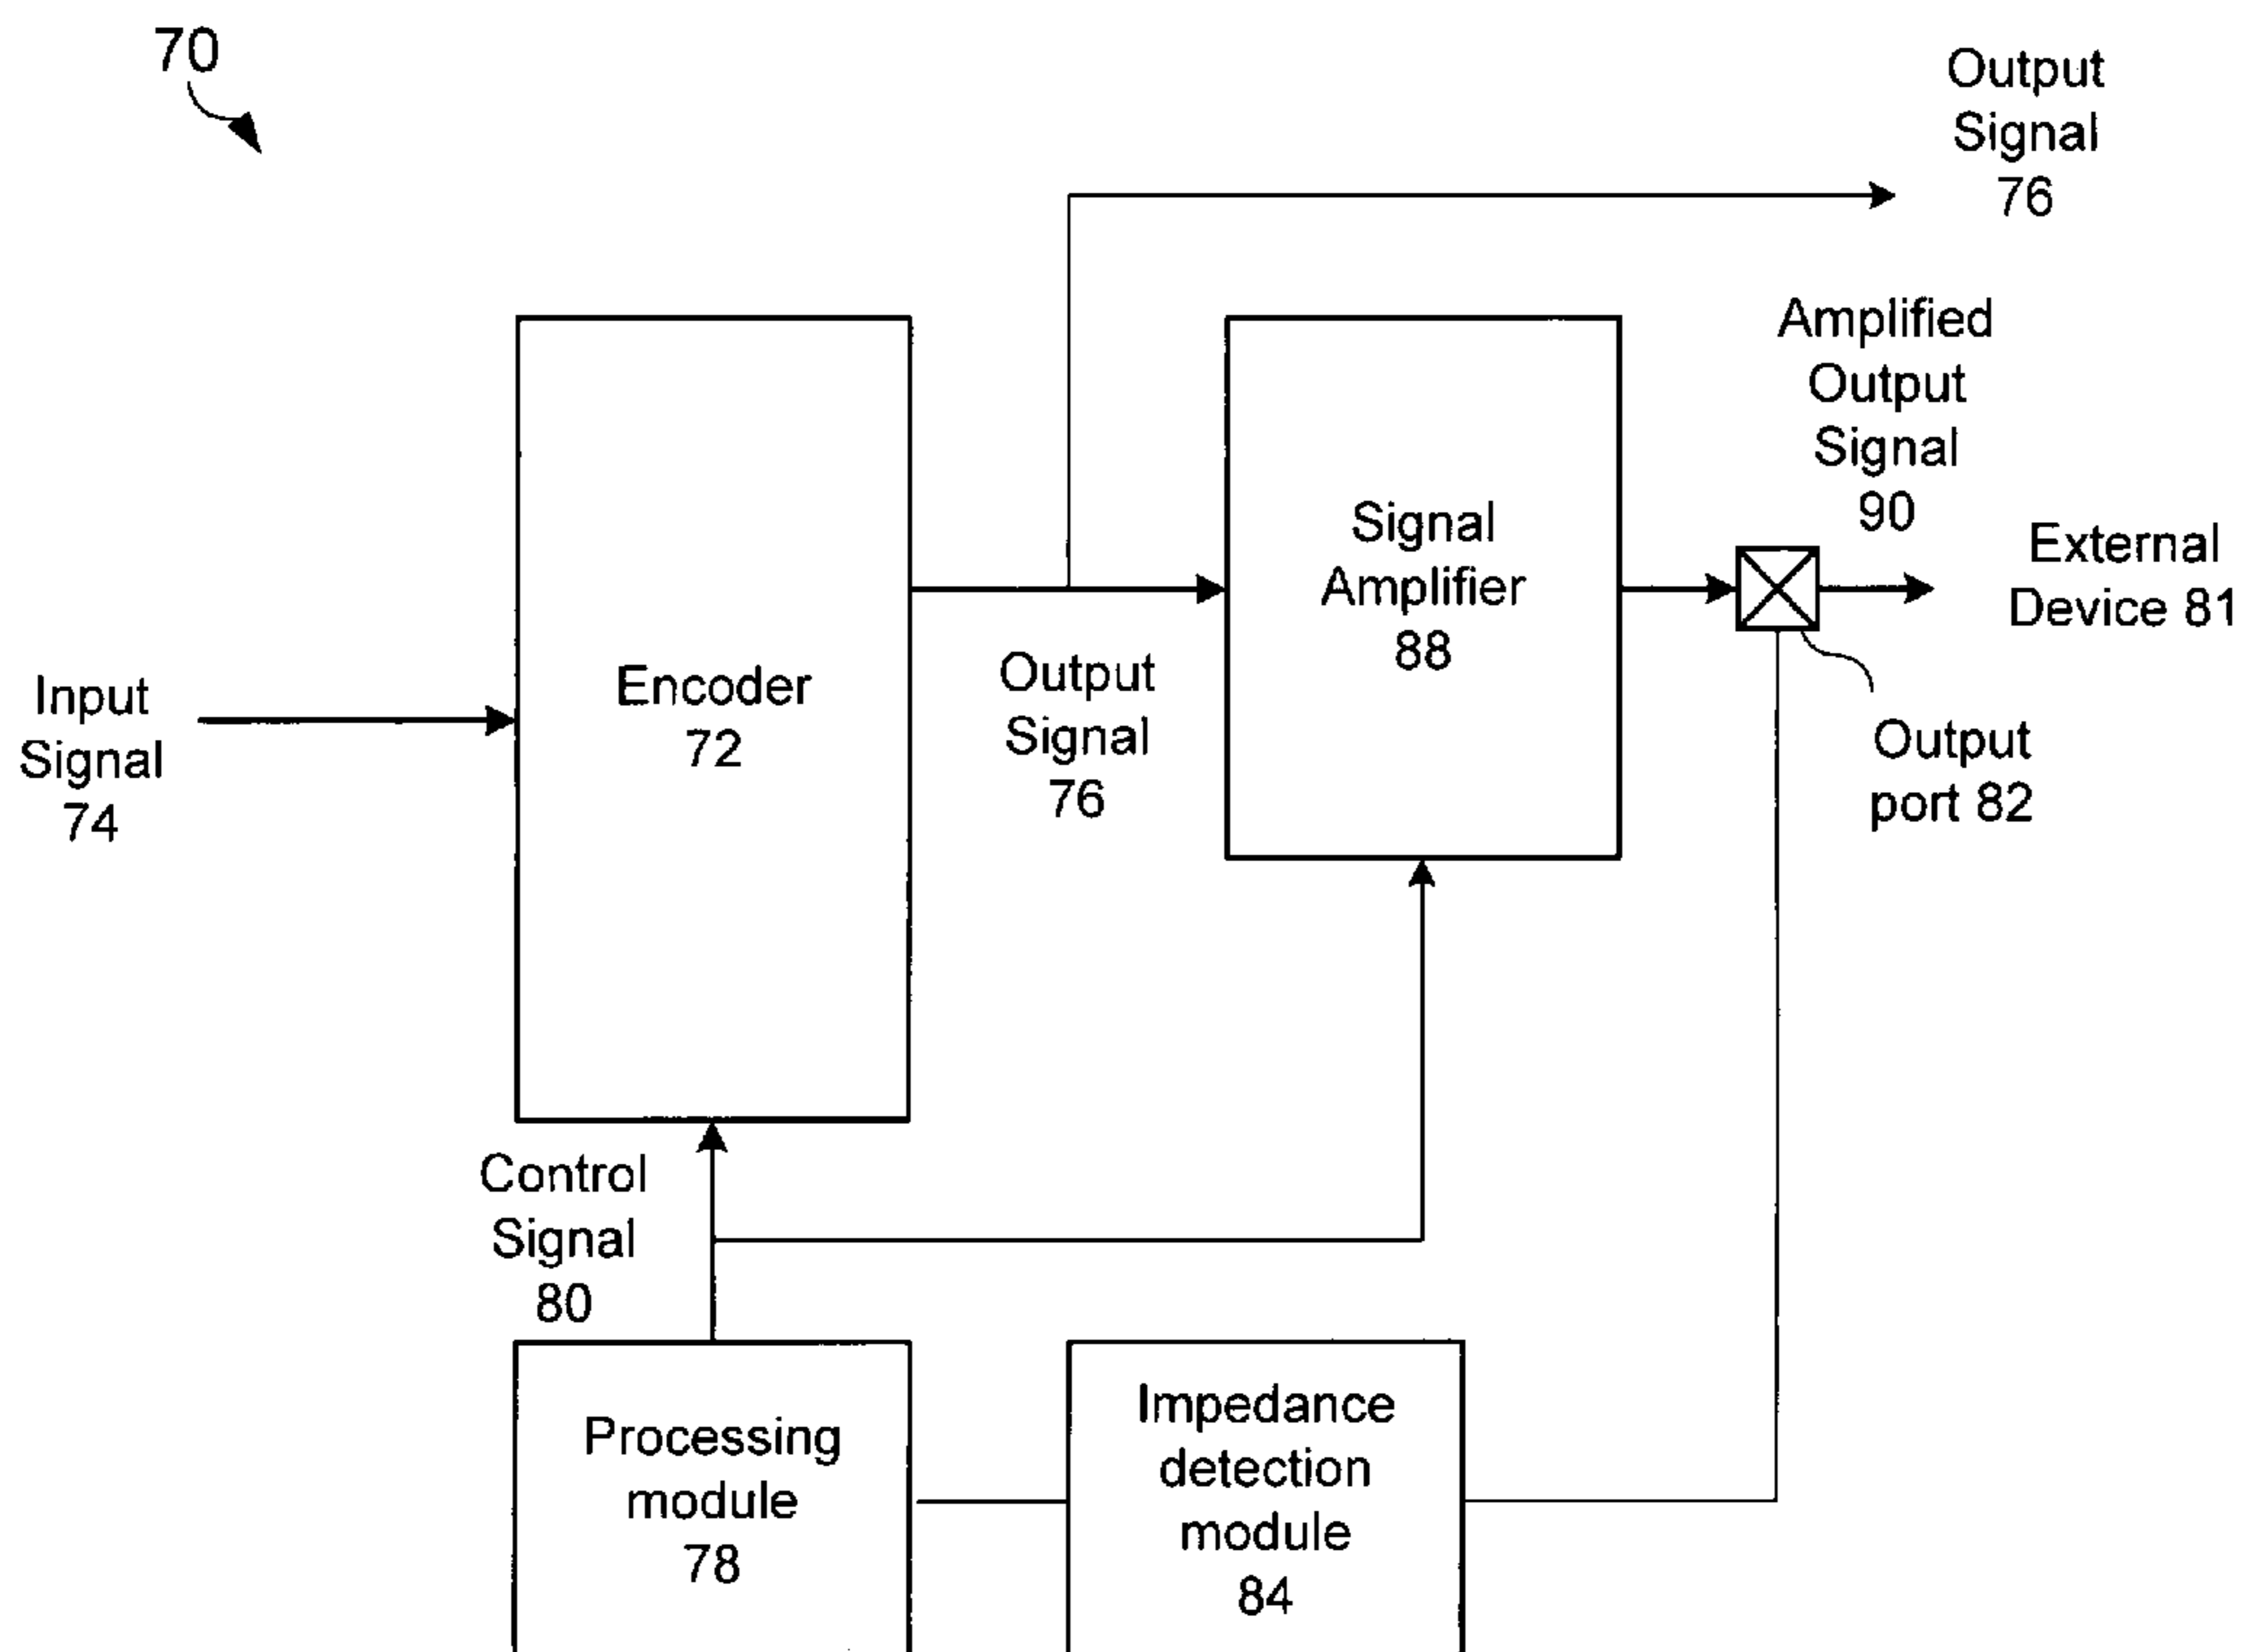 70
Output
Signal
76
Amplified
Output
Signal
90
External
Device 81
Signal
Amplifier
88
Encoder
72
Output
Signal
76
Input
Signal
74
Output
port 82
Control
Signal
80
Processing
module
78
Impedance
detection
module
84